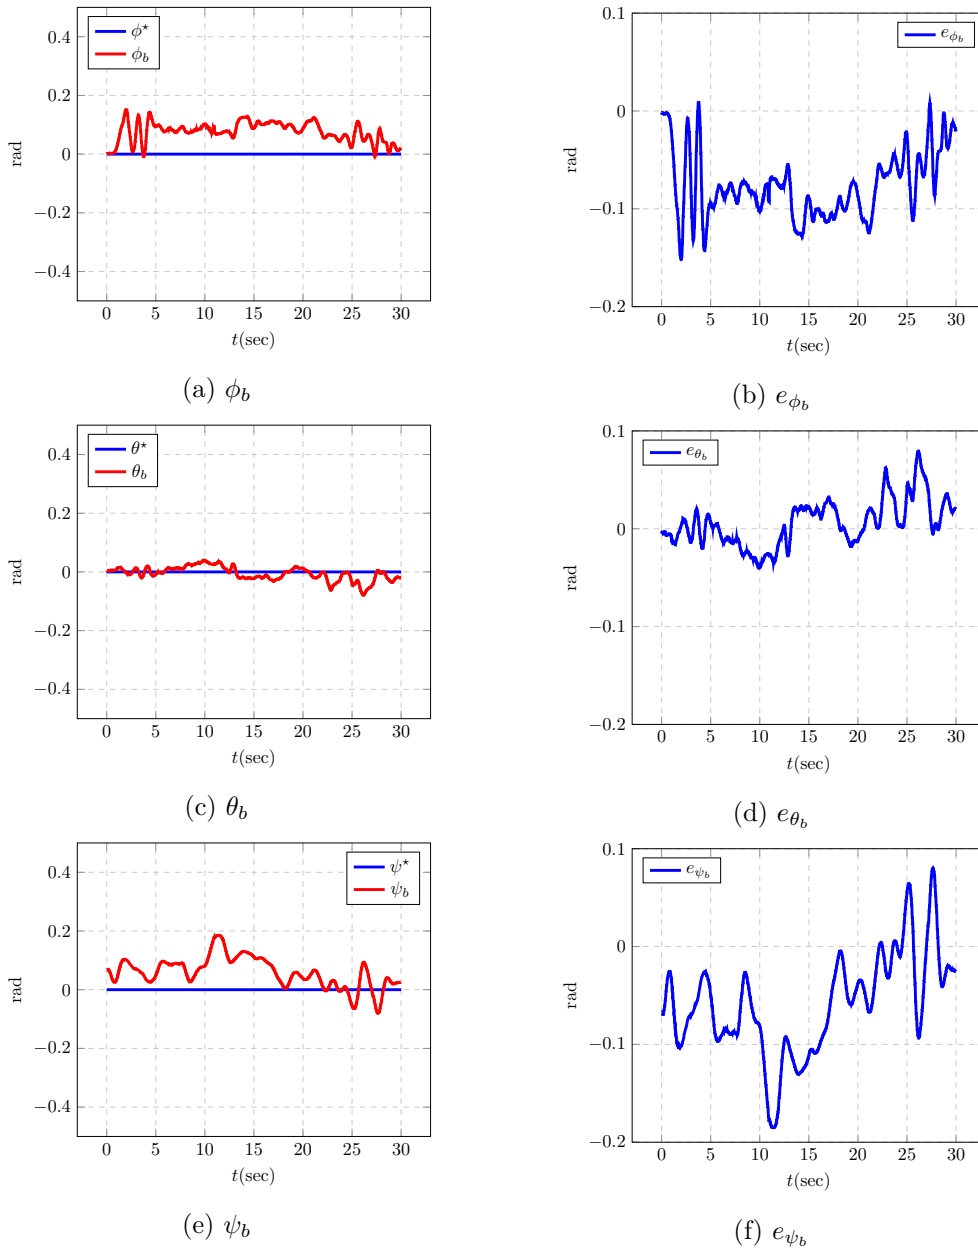 0.4
0.2
0
−0.2
−0.4
rad
0 5 10 15 20 25 30
t(sec)
ϕ⋆
ϕb
(a) ϕb
0.1
0
−0.1
−0.2
rad
0 5 10 15 20 25 30
t(sec)
eϕb
(b) eϕb
0.4
0.2
0
−0.2
−0.4
rad
0 5 10 15 20 25 30
t(sec)
θ⋆
θb
(c) θb
0.1
0
−0.1
−0.2
rad
0 5 10 15 20 25 30
t(sec)
eθb
(d) eθb
0.4
0.2
0
−0.2
−0.4
rad
0 5 10 15 20 25 30
t(sec)
ψ⋆
ψb
(e) ψb
0.1
0
−0.1
−0.2
rad
0 5 10 15 20 25 30
t(sec)
eψb
(f) eψb